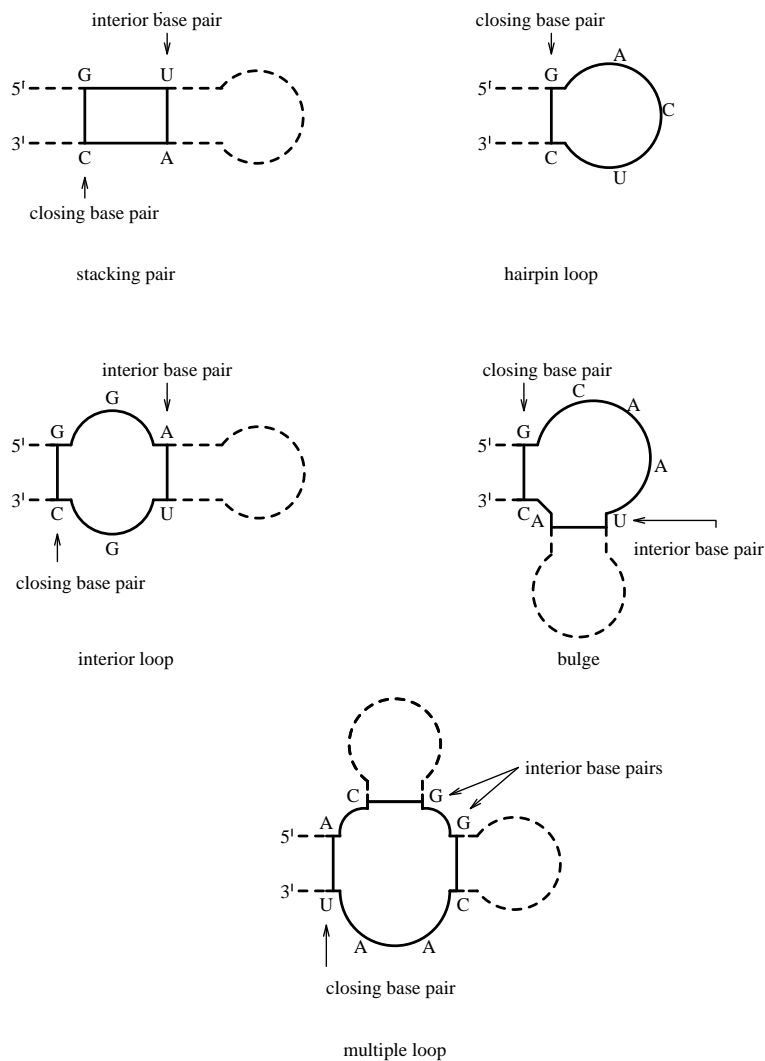 interior base pair
G U
5'
3'
C A
closing base pair
stacking pair
closing base pair
A
G
5'
C
3'
C
U
hairpin loop
interior base pair
G
G A
5'
3'
C U
G
closing base pair
interior loop
closing base pair
C
A
G
5'
A
3'
C A U
interior base pair
bulge
interior base pairs
C G
A G
5'
3'
U C
A A
closing base pair
multiple loop